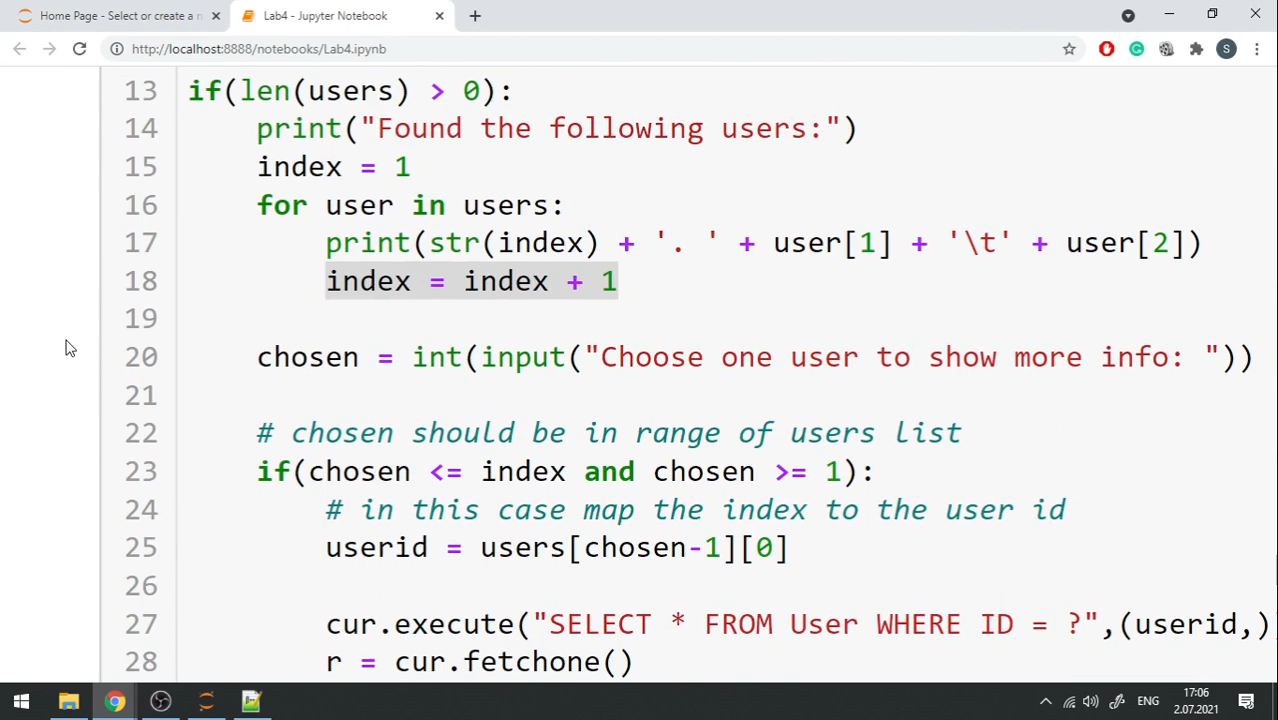 Home Page - Select or create a n
Lab4 - Jupyter Notebook
http://localhost:8888/notebooks/Lab4.ipynb
S
13 if(len(users) > 0):
14 print("Found the following users:")
15 index = 1
16 for user in users:
17 print(str(index) + '. ' + user[1] + '\t' + user[2])
18 index = index + 1
19
20 chosen = int(input("Choose one user to show more info: "))
21
22 # chosen should be in range of users list
23 if(chosen <= index and chosen >= 1):
24 # in this case map the index to the user id
25 userid = users[chosen-1][0]
26
27 cur.execute("SELECT * FROM User WHERE ID = ?",(userid,)
28 r = cur.fetchone()
ENG
17:06
2.07.2021